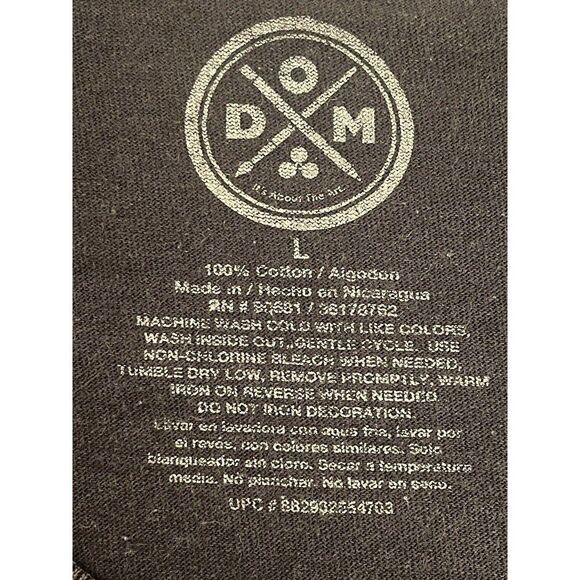 O
D M
It's About The Art.
L
100% Cotton / Algodon
Made in / Hecho en Nicaragua
RN # 90681 / 36178762
MACHINE WASH COLD WITH LIKE COLORS,
WASH INSIDE OUT. GENTLE CYCLE. USE
NON-CHLORINE BLEACH WHEN NEEDED.
TUMBLE DRY LOW, REMOVE PROMPTLY, WARM
IRON ON REVERSE WHEN NEEDED
DO NOT IRON DECORATION.
Lavar en lavadora con agua fria, lavar por
el revés, con colores similares. Solo
blanqueador sin cloro. Secar a temperatura
media. No planchar. No lavar en seco.
UPC # 882902554703